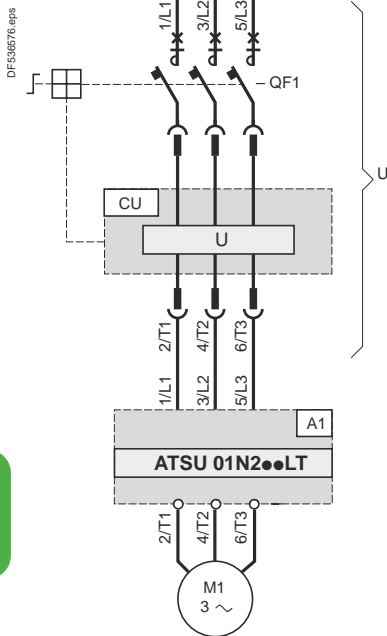 DF536576.eps
1/L1
3/L2
5/L3
QF1
U
CU
U
2/T1
4/T2
6/T3
1/L1
3/L2
5/L3
A1
ATSU 01N2●●LT
2/T1
4/T2
6/T3
M1
3 ~